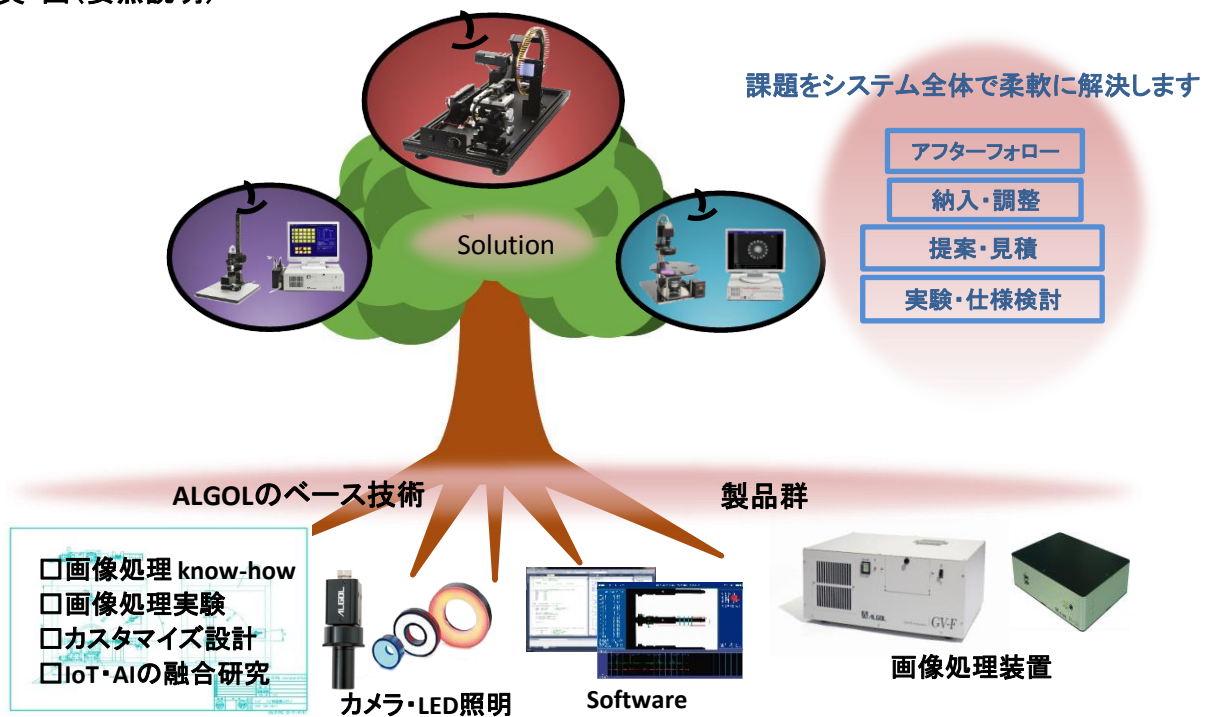 課題をシステム全体で柔軟に解決します
アフターフォロー
納入・調整
提案・見積
実験・仕様検討
Solution
ALGOLのベース技術
製品群
□画像処理 know-how
□画像処理実験
□カスタマイズ設計
□IoT・AIの融合研究
ALGOL
カメラ・LED照明
Software
ALGOL
GV-F
画像処理装置